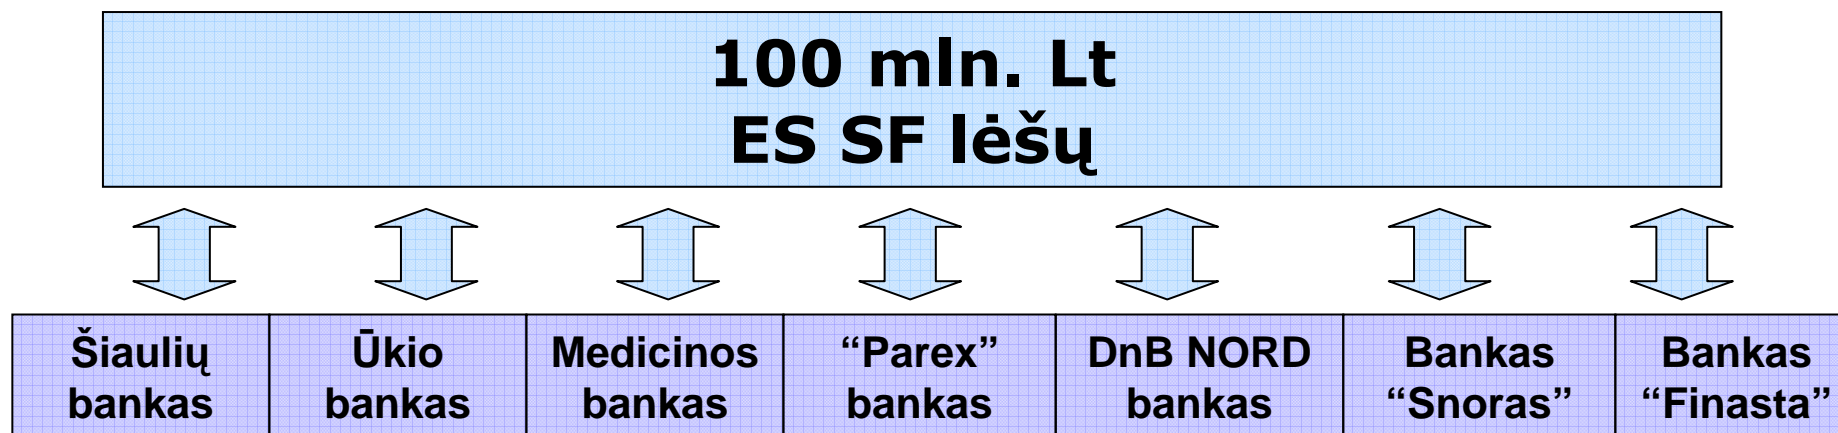 100 mln. Lt
ES SF lėšų
Šiaulių
bankas
Ūkio
bankas
Medicinos
bankas
“Parex”
bankas
DnB NORD
bankas
Bankas
“Snoras”
Bankas
“Finasta”